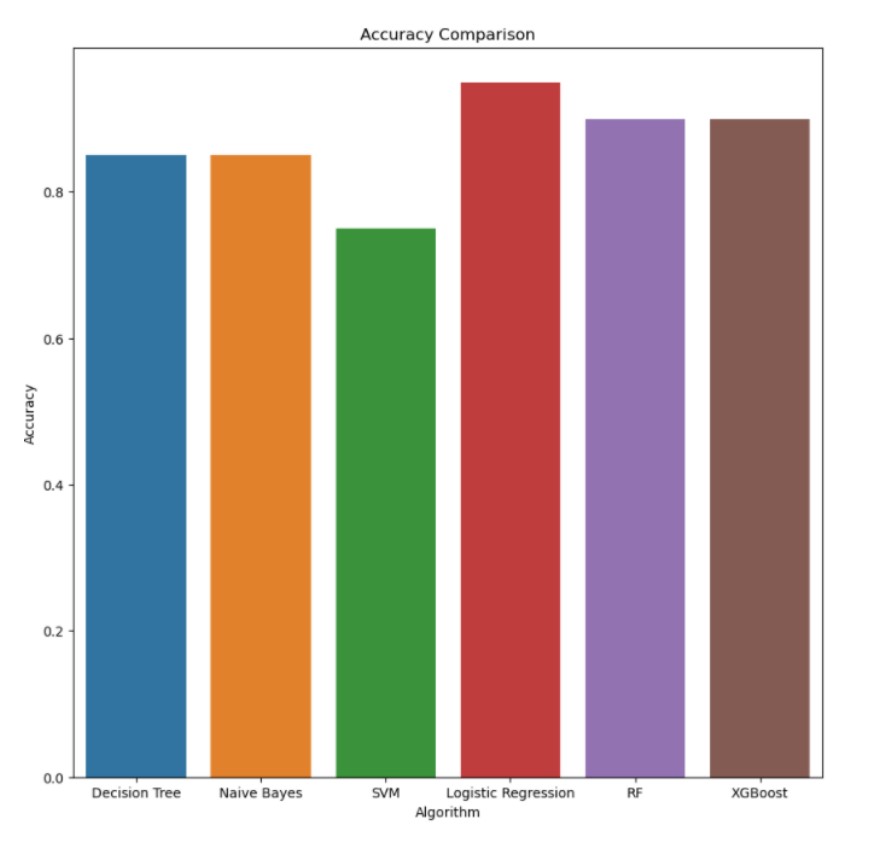 Accuracy Comparison
Accuracy
0.8
0.6
0.4
0.2
0.0
Decision Tree Naive Bayes SVM Logistic Regression RF XGBoost
Algorithm